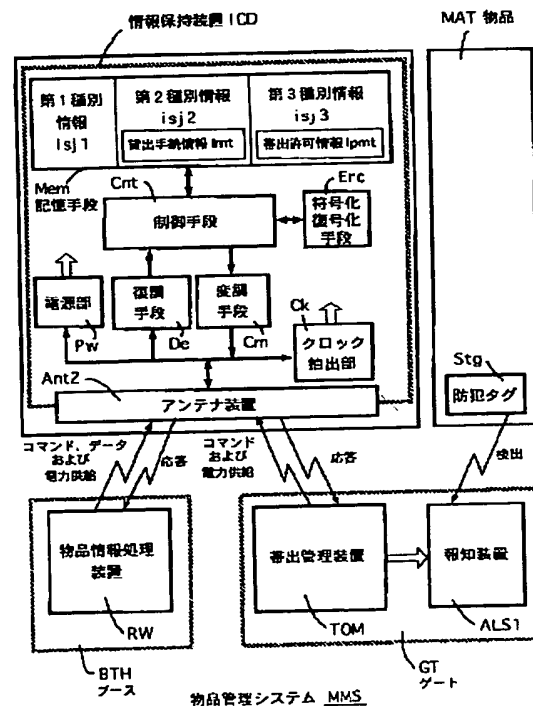 情報保持装置 ICD
MAT 物品
第1種別
情報
isj1
第2種別情報
isj2
貸出手続情報 Irmt
第3種別情報
isj3
帯出許可情報 Ipmt
Mem
記憶手段
Cnt
制御手段
Erc
符号化
復号化
手段
電源部
Pw
復調
手段
De
変調
手段
Cm
Ck
クロック
抽出部
Ant2
アンテナ装置
Stg
防犯タグ
コマンド、データ
および
電力供給
応答
コマンド
および
電力供給
応答
検出
物品情報処理
装置
RW
帯出管理装置
TOM
報知装置
ALS1
BTH
ブース
GT
ゲート
物品管理システム MMS